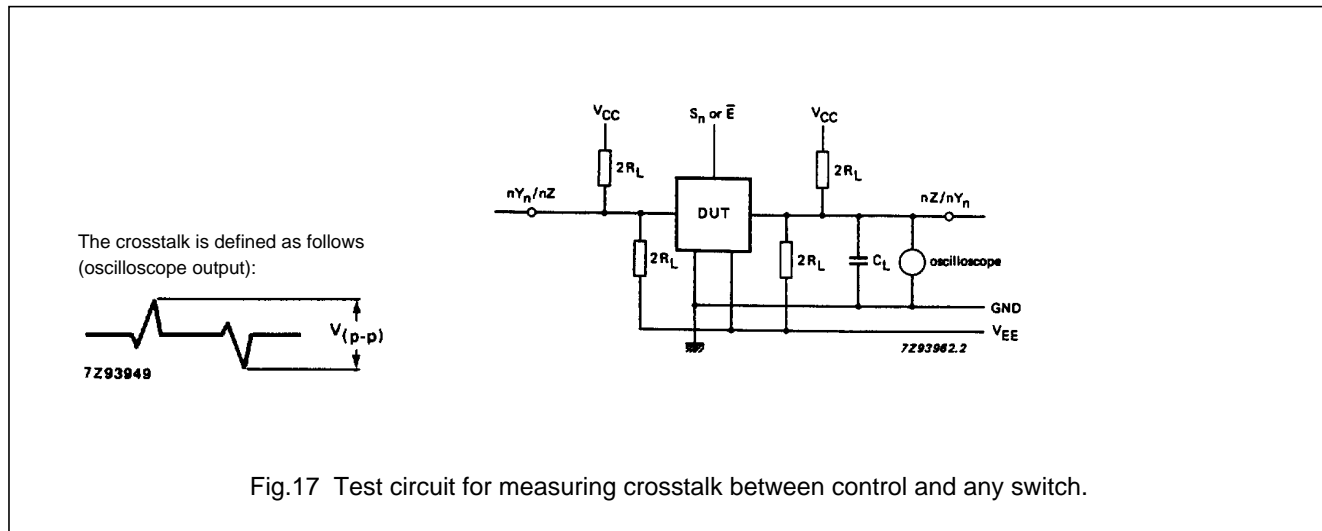 The crosstalk is defined as follows
(oscilloscope output):
V(p-p)
7Z93949
VCC
Sn or E̅
VCC
2RL
2RL
nYn/nZ
DUT
nZ/nYn
2RL
2RL
CL
oscilloscope
GND
VEE
7Z93962.2
Fig.17 Test circuit for measuring crosstalk between control and any switch.